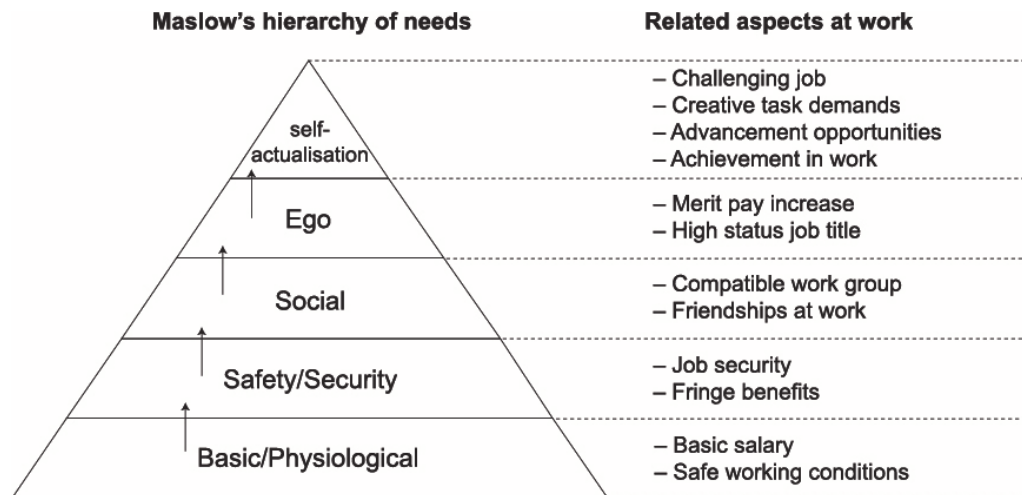 Maslow's hierarchy of needs
Related aspects at work
self-
actualisation
– Challenging job
– Creative task demands
– Advancement opportunities
– Achievement in work
Ego
– Merit pay increase
– High status job title
Social
– Compatible work group
– Friendships at work
Safety/Security
– Job security
– Fringe benefits
Basic/Physiological
– Basic salary
– Safe working conditions